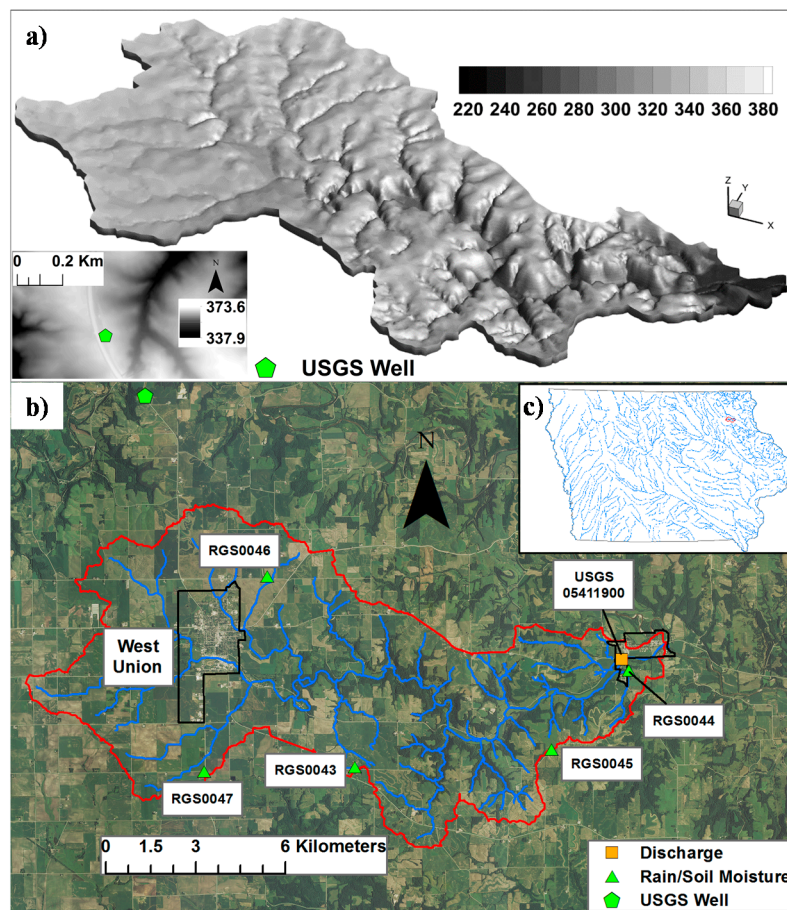 a)
220 240 260 280 300 320 340 360 380
Z
Y
X
0 0.2 Km
N
373.6
337.9
USGS Well
b)
c)
N
RGS0046
USGS
05411900
West
Union
RGS0044
RGS0045
RGS0043
RGS0047
0 1.5 3 6 Kilometers
Discharge
Rain/Soil Moisture
USGS Well